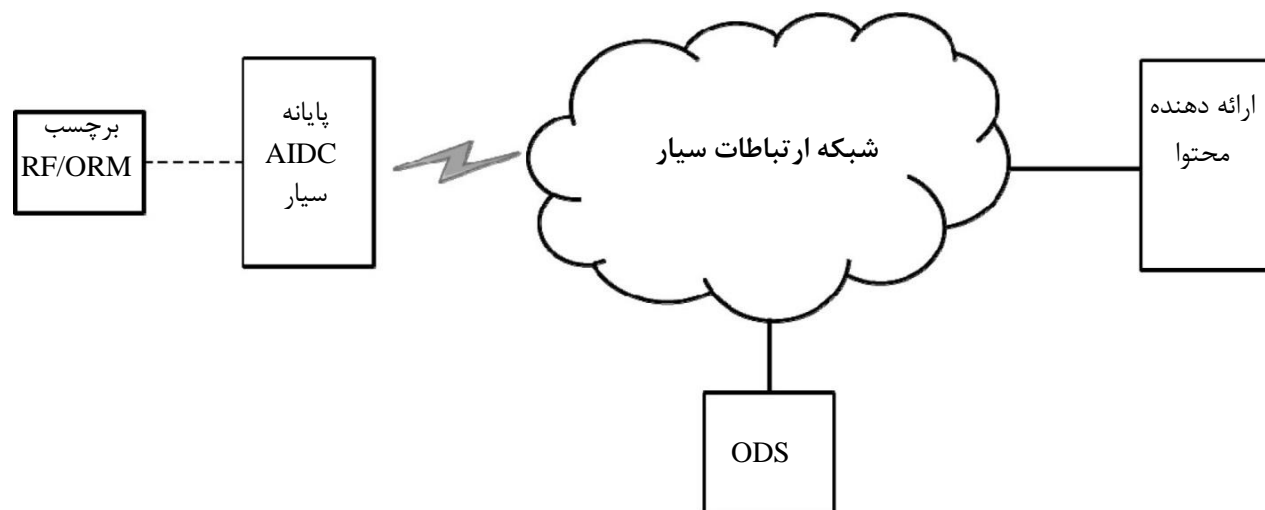 برچسب
RF/ORM
پایانه
AIDC
سیار
شبکه ارتباطات سیار
ارائه دهنده
محتوا
ODS